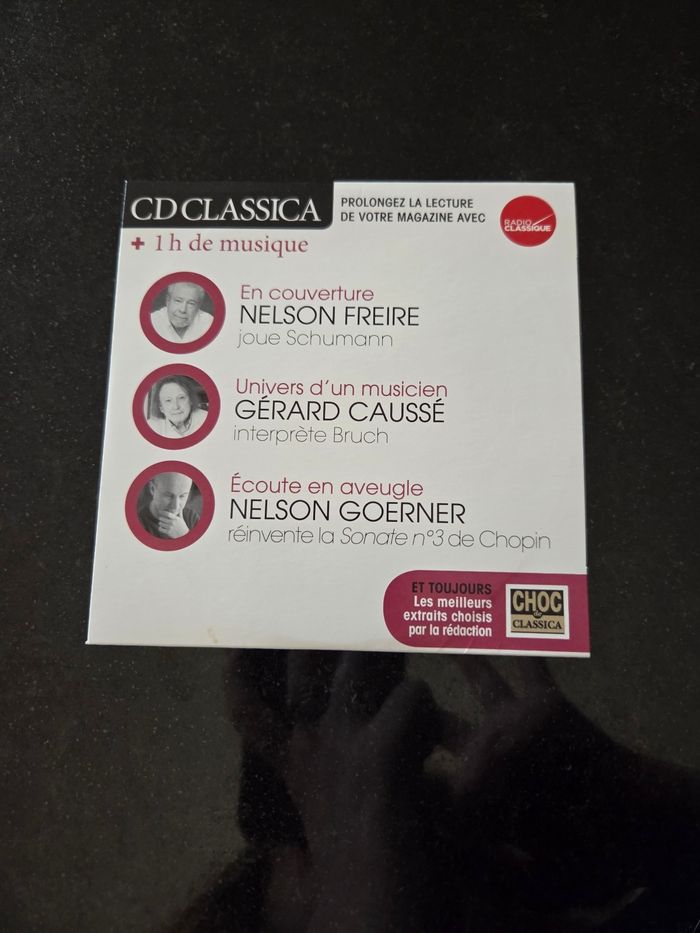 CD CLASSICA
PROLONGEZ LA LECTURE
DE VOTRE MAGAZINE AVEC
RADIO
CLASSIQUE
+ 1 h de musique
En couverture
NELSON FREIRE
joue Schumann
Univers d'un musicien
GÉRARD CAUSSÉ
interprète Bruch
Écoute en aveugle
NELSON GOERNER
réinvente la Sonate n°3 de Chopin
ET TOUJOURS
Les meilleurs
extraits choisis
par la rédaction
CHOC
de
CLASSICA